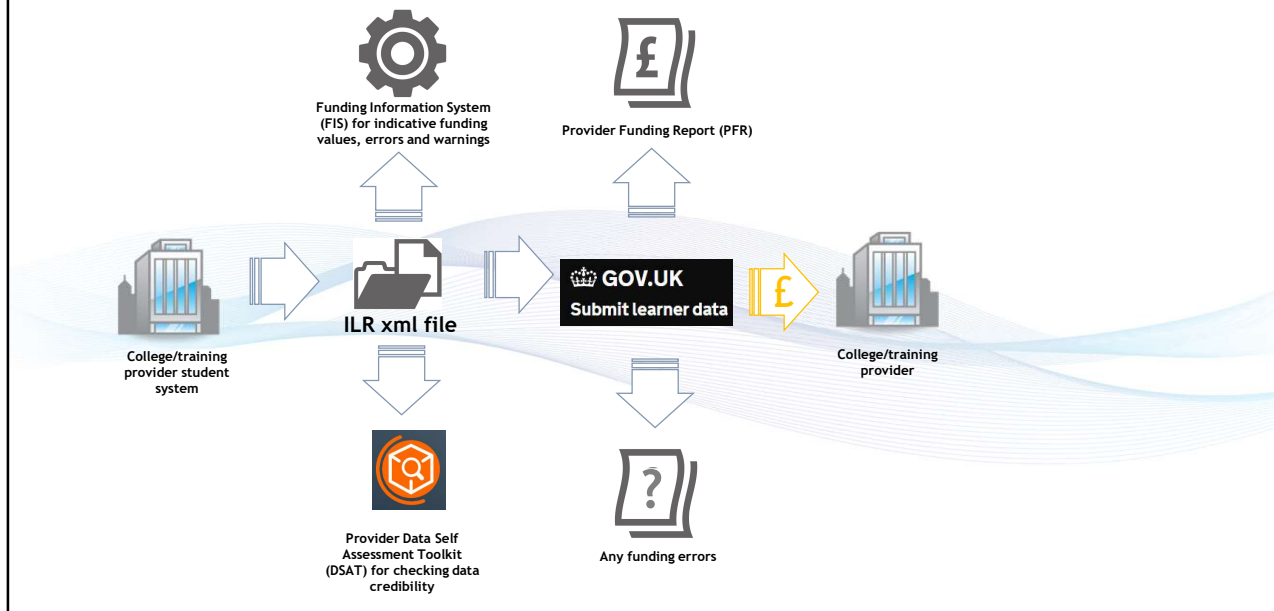 £
Funding Information System
(FIS) for indicative funding
values, errors and warnings
Provider Funding Report (PFR)
College/training
provider student
system
ILR xml file
GOV.UK
Submit learner data
£
College/training
provider
Provider Data Self
Assessment Toolkit
(DSAT) for checking data
credibility
?
Any funding errors